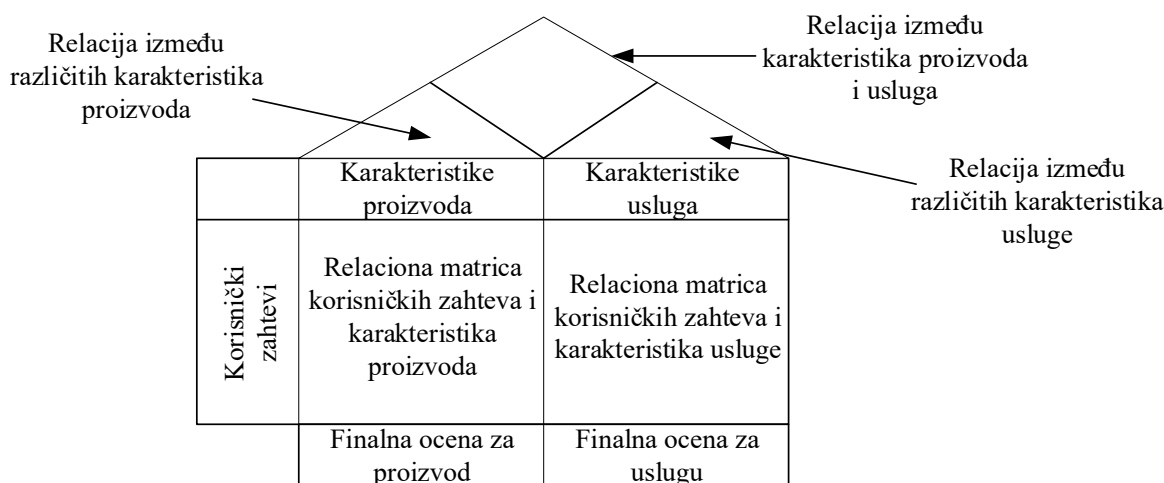 Relacija između
različitih karakteristika
proizvoda
Relacija između
karakteristika proizvoda
i usluga
Relacija između
različitih karakteristika
usluge
Karakteristike
proizvoda
Karakteristike
usluga
Korisnički
zahtevi
Relaciona matrica
korisničkih zahteva i
karakteristika
proizvoda
Relaciona matrica
korisničkih zahteva i
karakteristika usluge
Finalna ocena za
proizvod
Finalna ocena za
uslugu